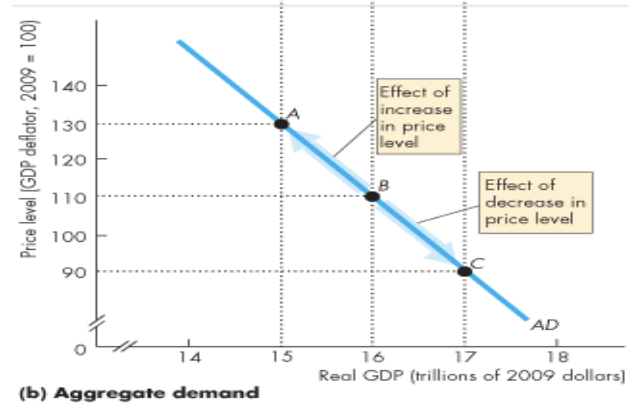 Price level (GDP deflator, 2009 = 100)
140
130
120
110
100
90
0
A
B
C
Effect of
increase
in price
level
Effect of
decrease in
price level
AD
14
15
16
17
18
Real GDP (trillions of 2009 dollars)
(b) Aggregate demand